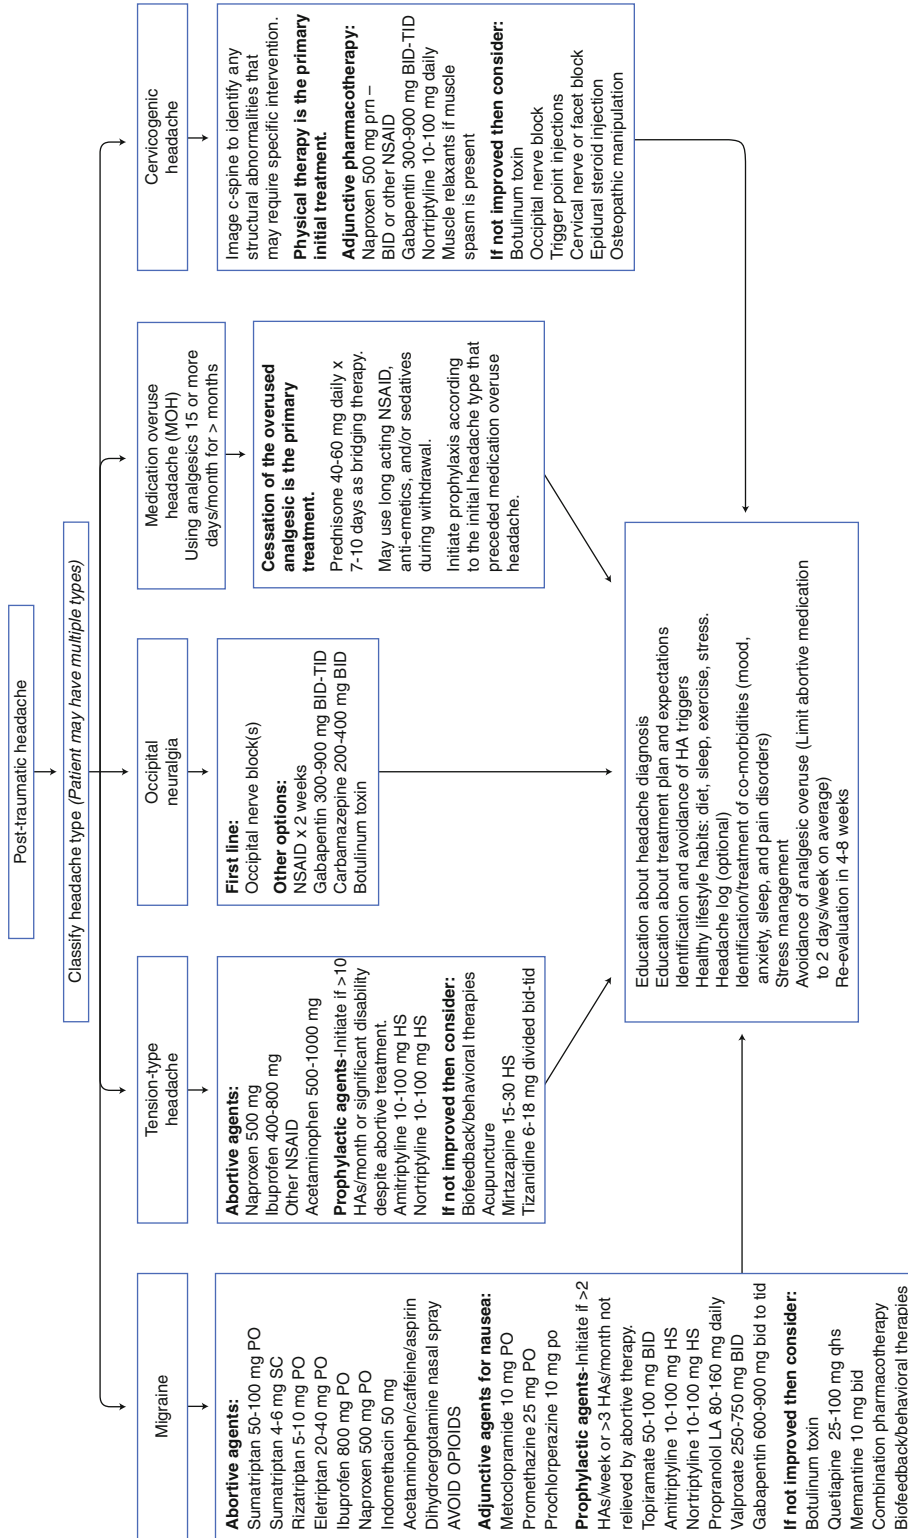 Post-traumatic headache
Classify headache type (Patient may have multiple types)
Migraine
Abortive agents:
Sumatriptan 50-100 mg PO
Sumatriptan 4-6 mg SC
Rizatriptan 5-10 mg PO
Eletriptan 20-40 mg PO
Ibuprofen 800 mg PO
Naproxen 500 mg PO
Indomethacin 50 mg
Acetaminophen/caffeine/aspirin
Dihydroergotamine nasal spray
AVOID OPIOIDS
Adjunctive agents for nausea:
Metoclopramide 10 mg PO
Promethazine 25 mg PO
Prochlorperazine 10 mg po
Prophylactic agents-Initiate if >2
HAs/week or >3 HAs/month not
relieved by abortive therapy.
Topiramate 50-100 mg BID
Amitriptyline 10-100 mg HS
Nortriptyline 10-100 mg HS
Propranolol LA 80-160 mg daily
Valproate 250-750 mg BID
Gabapentin 600-900 mg bid to tid
If not improved then consider:
Botulinum toxin
Quetiapine 25-100 mg qhs
Memantine 10 mg bid
Combination pharmacotherapy
Biofeedback/behavioral therapies
Tension-type
headache
Abortive agents:
Naproxen 500 mg
Ibuprofen 400-800 mg
Other NSAID
Acetaminophen 500-1000 mg
Prophylactic agents-Initiate if >10
HAs/month or significant disability
despite abortive treatment.
Amitriptyline 10-100 mg HS
Nortriptyline 10-100 mg HS
If not improved then consider:
Biofeedback/behavioral therapies
Acupuncture
Mirtazapine 15-30 HS
Tizanidine 6-18 mg divided bid-tid
Occipital
neuralgia
First line:
Occipital nerve block(s)
Other options:
NSAID x 2 weeks
Gabapentin 300-900 mg BID-TID
Carbamazepine 200-400 mg BID
Botulinum toxin
Medication overuse
headache (MOH)
Using analgesics 15 or more
days/month for > months
Cessation of the overused
analgesic is the primary
treatment.
Prednisone 40-60 mg daily x
7-10 days as bridging therapy.
May use long acting NSAID,
anti-emetics, and/or sedatives
during withdrawal.
Initiate prophylaxis according
to the initial headache type that
preceded medication overuse
headache.
Cervicogenic
headache
Image c-spine to identify any
structural abnormalities that
may require specific intervention.
Physical therapy is the primary
initial treatment.
Adjunctive pharmacotherapy:
Naproxen 500 mg prn –
BID or other NSAID
Gabapentin 300-900 mg BID-TID
Nortriptyline 10-100 mg daily
Muscle relaxants if muscle
spasm is present
If not improved then consider:
Botulinum toxin
Occipital nerve block
Trigger point injections
Cervical nerve or facet block
Epidural steroid injection
Osteopathic manipulation
Education about headache diagnosis
Education about treatment plan and expectations
Identification and avoidance of HA triggers
Healthy lifestyle habits: diet, sleep, exercise, stress.
Headache log (optional)
Identification/treatment of co-morbidities (mood,
anxiety, sleep, and pain disorders)
Stress management
Avoidance of analgesic overuse (Limit abortive medication
to 2 days/week on average)
Re-evaluation in 4-8 weeks